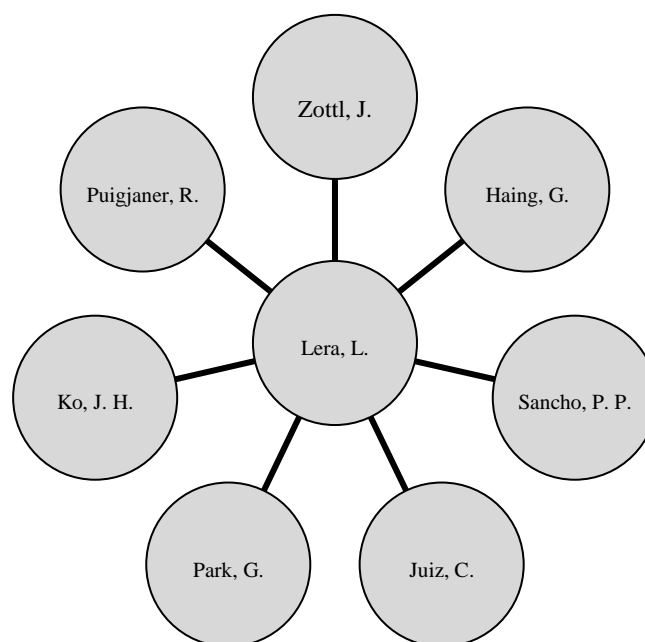 Zottl, J.
Puigjaner, R.
Haing, G.
Lera, L.
Ko, J. H.
Sancho, P. P.
Park, G.
Juiz, C.